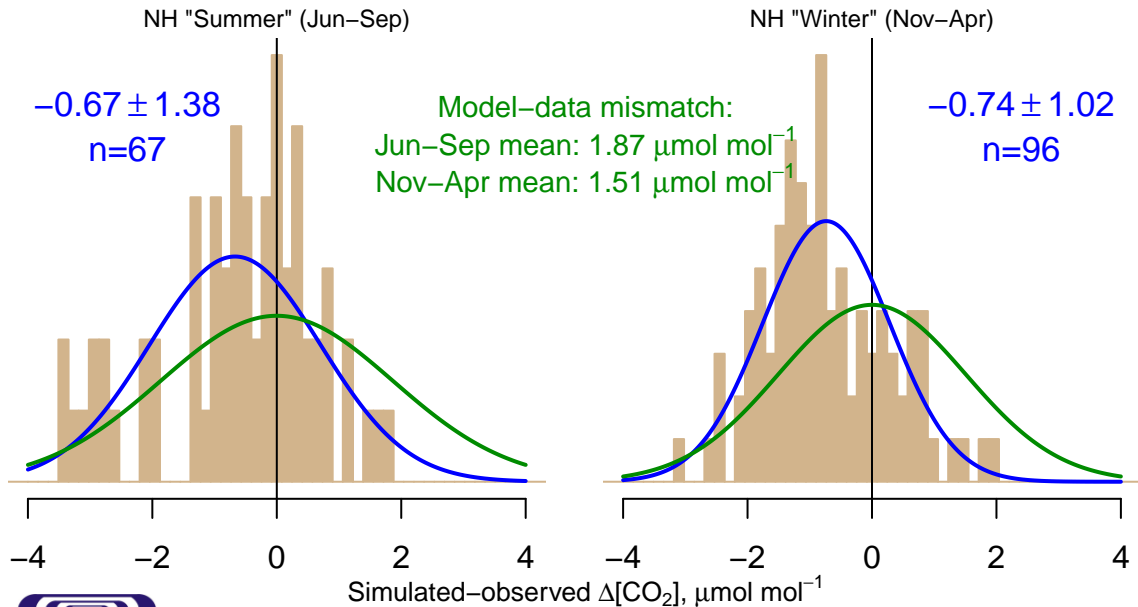 NH "Summer" (Jun−Sep)
−0.67 ± 1.38
n=67
Model−data mismatch:
Jun−Sep mean: 1.87 μmol mol⁻¹
Nov−Apr mean: 1.51 μmol mol⁻¹
NH "Winter" (Nov−Apr)
−0.74 ± 1.02
n=96
−4 −2 0 2 4
−4 −2 0 2 4
Simulated−observed Δ[CO₂], μmol mol⁻¹